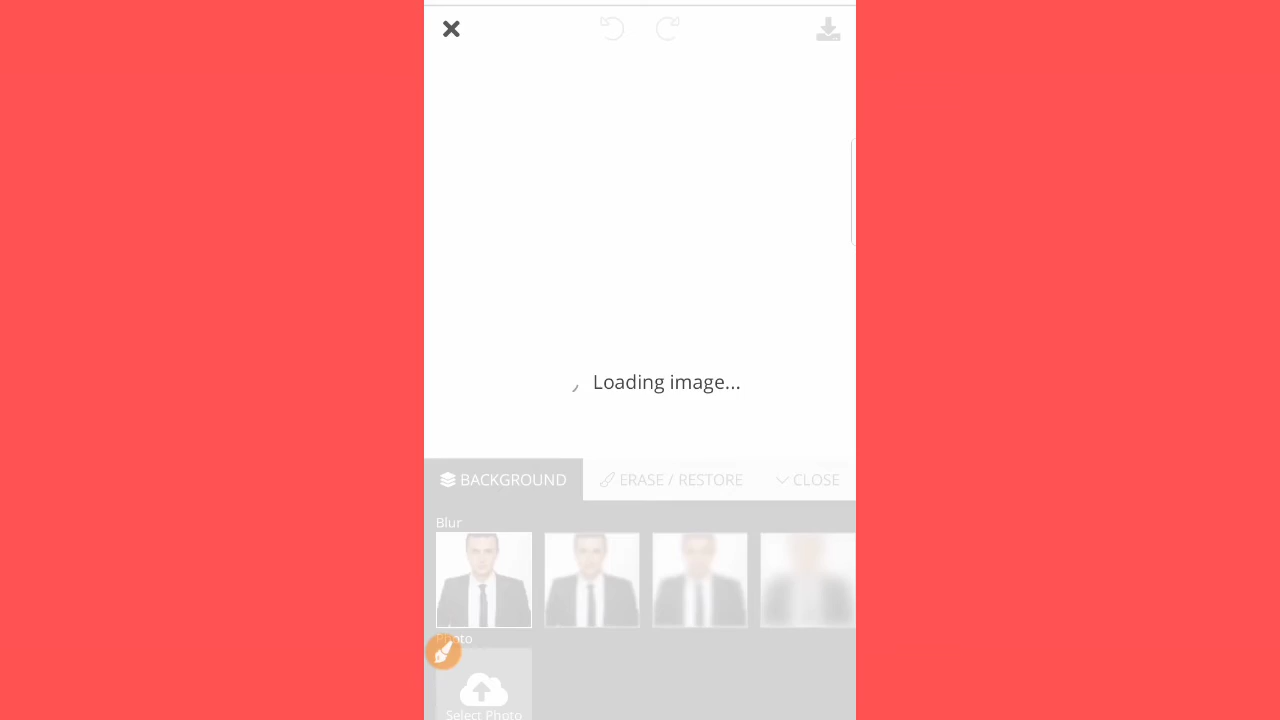 Loading image...
BACKGROUND
ERASE / RESTORE
CLOSE
Blur
Photo
Select Photo